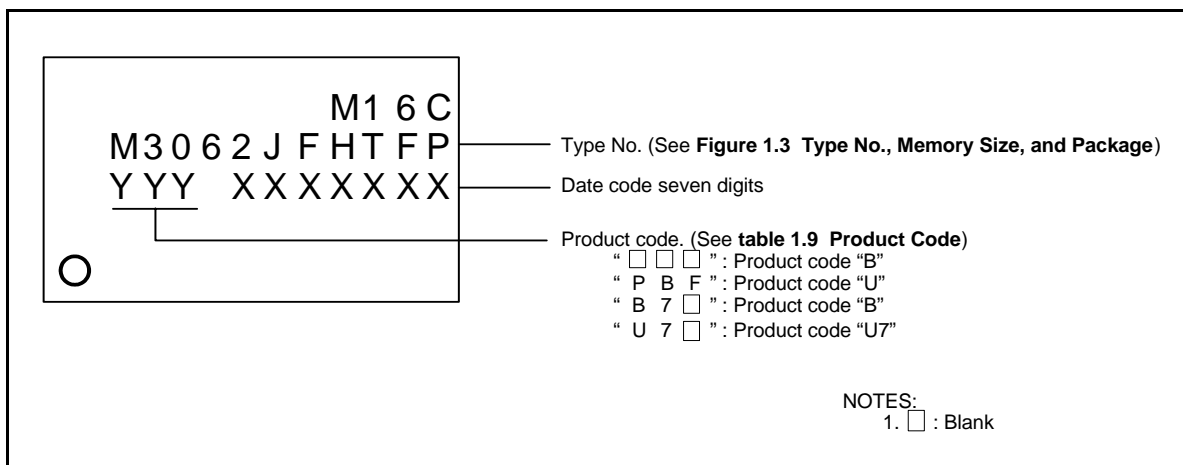 M16C
M3062JFHTFP
YYY XXXXXXX
Type No. (See Figure 1.3 Type No., Memory Size, and Package)
Date code seven digits
Product code. (See table 1.9 Product Code)
“ □ □ □ ” : Product code “B”
“ P B F ” : Product code “U”
“ B 7 □ ” : Product code “B”
“ U 7 □ ” : Product code “U7”
NOTES:
1. □ : Blank